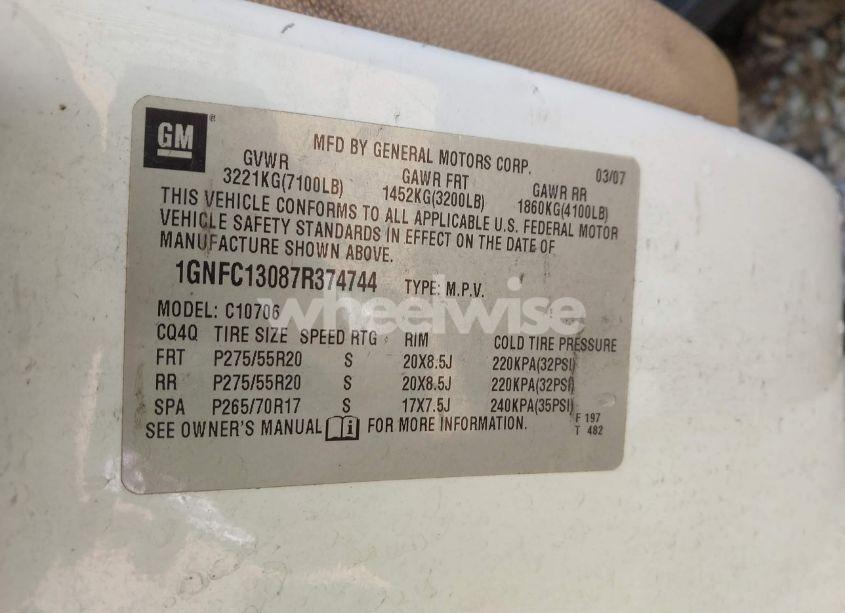 GM ®
MFD BY GENERAL MOTORS CORP. 03/07
GVWR GAWR FRT GAWR RR
3221KG(7100LB) 1452KG(3200LB) 1860KG(4100LB)
THIS VEHICLE CONFORMS TO ALL APPLICABLE U.S. FEDERAL MOTOR
VEHICLE SAFETY STANDARDS IN EFFECT ON THE DATE OF
MANUFACTURE SHOWN ABOVE.
1GNFC13087R374744 TYPE: M.P.V.
wheelwise
MODEL: C10706
CQ4Q TIRE SIZE SPEED RTG RIM COLD TIRE PRESSURE
FRT P275/55R20 S 20X8.5J 220KPA(32PSI)
RR P275/55R20 S 20X8.5J 220KPA(32PSI)
SPA P265/70R17 S 17X7.5J 240KPA(35PSI)
SEE OWNER'S MANUAL i FOR MORE INFORMATION.
F 197
T 482